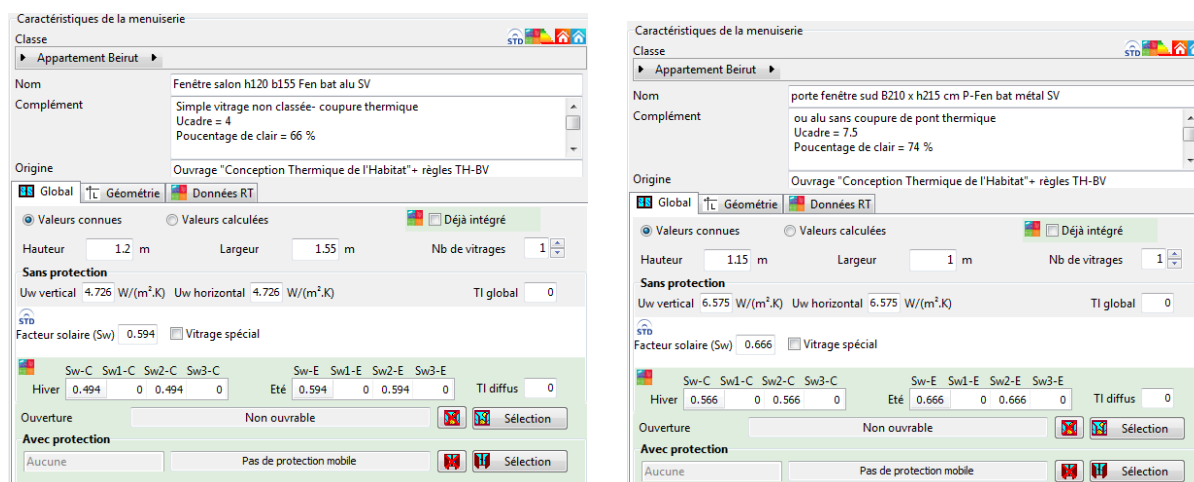 Caractéristiques de la menuiserie
Classe
STD
Appartement Beirut
Nom Fenêtre salon h120 b155 Fen bat alu SV
Complément Simple vitrage non classée- coupure thermique
Ucadre = 4
Poucentage de clair = 66 %
Origine Ouvrage "Conception Thermique de l'Habitat"+ règles TH-BV
Global Géométrie Données RT
Valeurs connues Valeurs calculées Déjà intégré
Hauteur 1.2 m Largeur 1.55 m Nb de vitrages 1
Sans protection
Uw vertical 4.726 W/(m².K) Uw horizontal 4.726 W/(m².K) Tl global 0
STD
Facteur solaire (Sw) 0.594 Vitrage spécial
Sw-C Sw1-C Sw2-C Sw3-C Sw-E Sw1-E Sw2-E Sw3-E
Hiver 0.494 0 0.494 0 Eté 0.594 0 0.594 0 Tl diffus 0
Ouverture Non ouvrable Sélection
Avec protection
Aucune Pas de protection mobile Sélection
Caractéristiques de la menuiserie
Classe
STD
Appartement Beirut
Nom porte fenêtre sud B210 x h215 cm P-Fen bat métal SV
Complément ou alu sans coupure de pont thermique
Ucadre = 7.5
Poucentage de clair = 74 %
Origine Ouvrage "Conception Thermique de l'Habitat"+ règles TH-BV
Global Géométrie Données RT
Valeurs connues Valeurs calculées Déjà intégré
Hauteur 1.15 m Largeur 1 m Nb de vitrages 1
Sans protection
Uw vertical 6.575 W/(m².K) Uw horizontal 6.575 W/(m².K) Tl global 0
STD
Facteur solaire (Sw) 0.666 Vitrage spécial
Sw-C Sw1-C Sw2-C Sw3-C Sw-E Sw1-E Sw2-E Sw3-E
Hiver 0.566 0 0.566 0 Eté 0.666 0 0.666 0 Tl diffus 0
Ouverture Non ouvrable Sélection
Avec protection
Aucune Pas de protection mobile Sélection